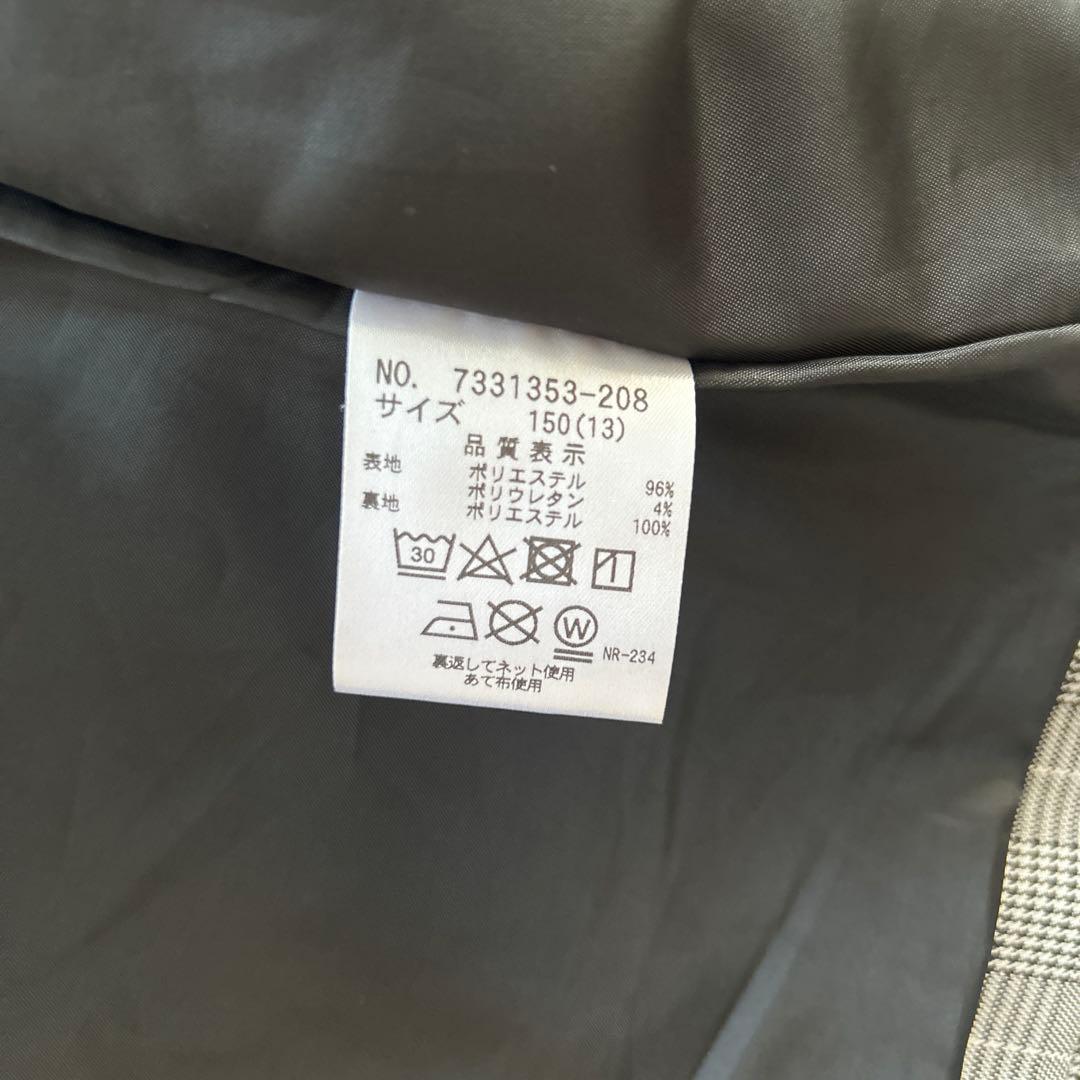 NO. 7331353-208
サイズ 150(13)
品質表示
表地 ポリエステル 96%
ポリウレタン 4%
裏地 ポリエステル 100%
30
W
NR-234
裏返してネット使用
あて布使用